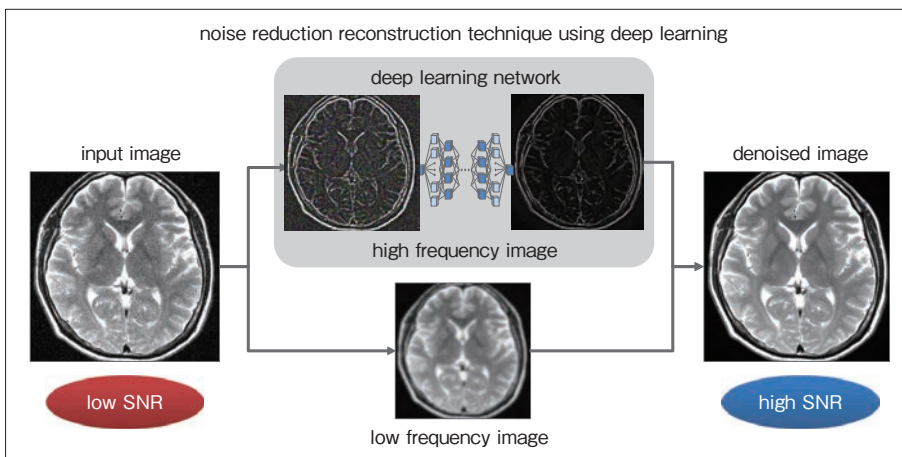 noise reduction reconstruction technique using deep learning
deep learning network
input image
denoised image
high frequency image
low SNR
high SNR
low frequency image